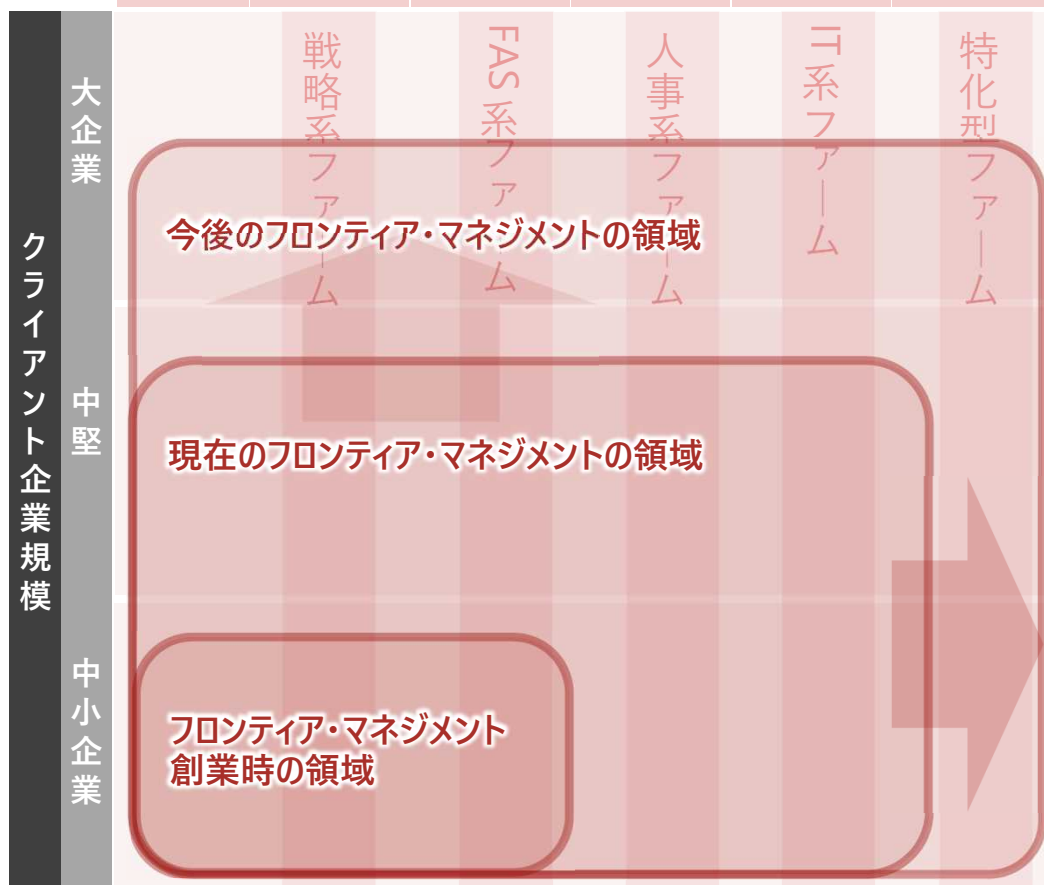 クライアント企業規模
大企業
中堅
中小企業
戦略系ファーム
FAS系ファーム
人事系ファーム
IT系ファーム
特化型ファーム
今後のフロンティア・マネジメントの領域
現在のフロンティア・マネジメントの領域
フロンティア・マネジメント
創業時の領域